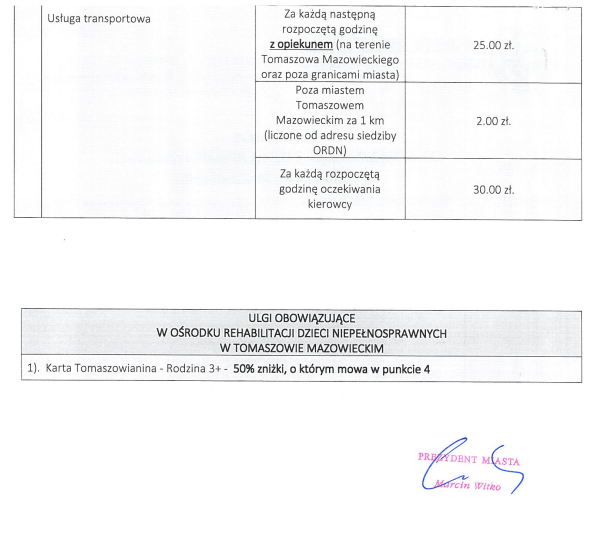 Usługa transportowa
Za każdą następną
rozpoczętą godzinę
z opiekunem (na terenie
Tomaszowa Mazowieckiego
oraz poza granicami miasta)
25.00 zł.
Poza miastem
Tomaszowem
Mazowieckim za 1 km
(liczone od adresu siedziby
ORDN)
2.00 zł.
Za każdą rozpoczętą
godzinę oczekiwania
kierowcy
30.00 zł.
ULGI OBOWIĄZUJĄCE
W OŚRODKU REHABILITACJI DZIECI NIEPEŁNOSPRAWNYCH
W TOMASZOWIE MAZOWIECKIM
1). Karta Tomaszowianina - Rodzina 3+ - 50% zniżki, o którym mowa w punkcie 4
PREZYDENT MIASTA
Marcin Witko